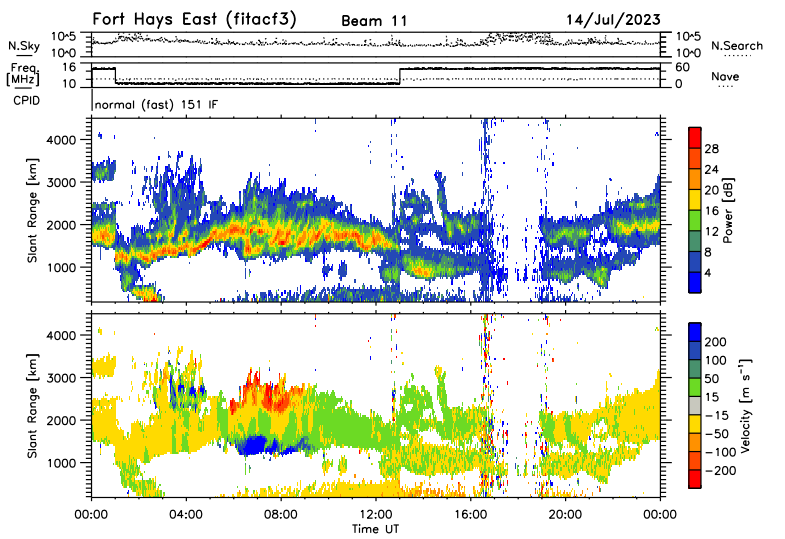 Fort Hays East (fitacf3) Beam 11 14/Jul/2023
N.Sky 10^5 10^0 10^5 10^0 N.Search
Freq. [MHz] 16 10 60 0 Nave
CPID normal (fast) 151 IF
Slant Range [km] 4000 3000 2000 1000
Power [dB] 28 24 20 16 12 8 4
Slant Range [km] 4000 3000 2000 1000
Velocity [m s⁻¹] 200 100 50 15 −15 −50 −100 −200
00:00 04:00 08:00 12:00 16:00 20:00 00:00
Time UT